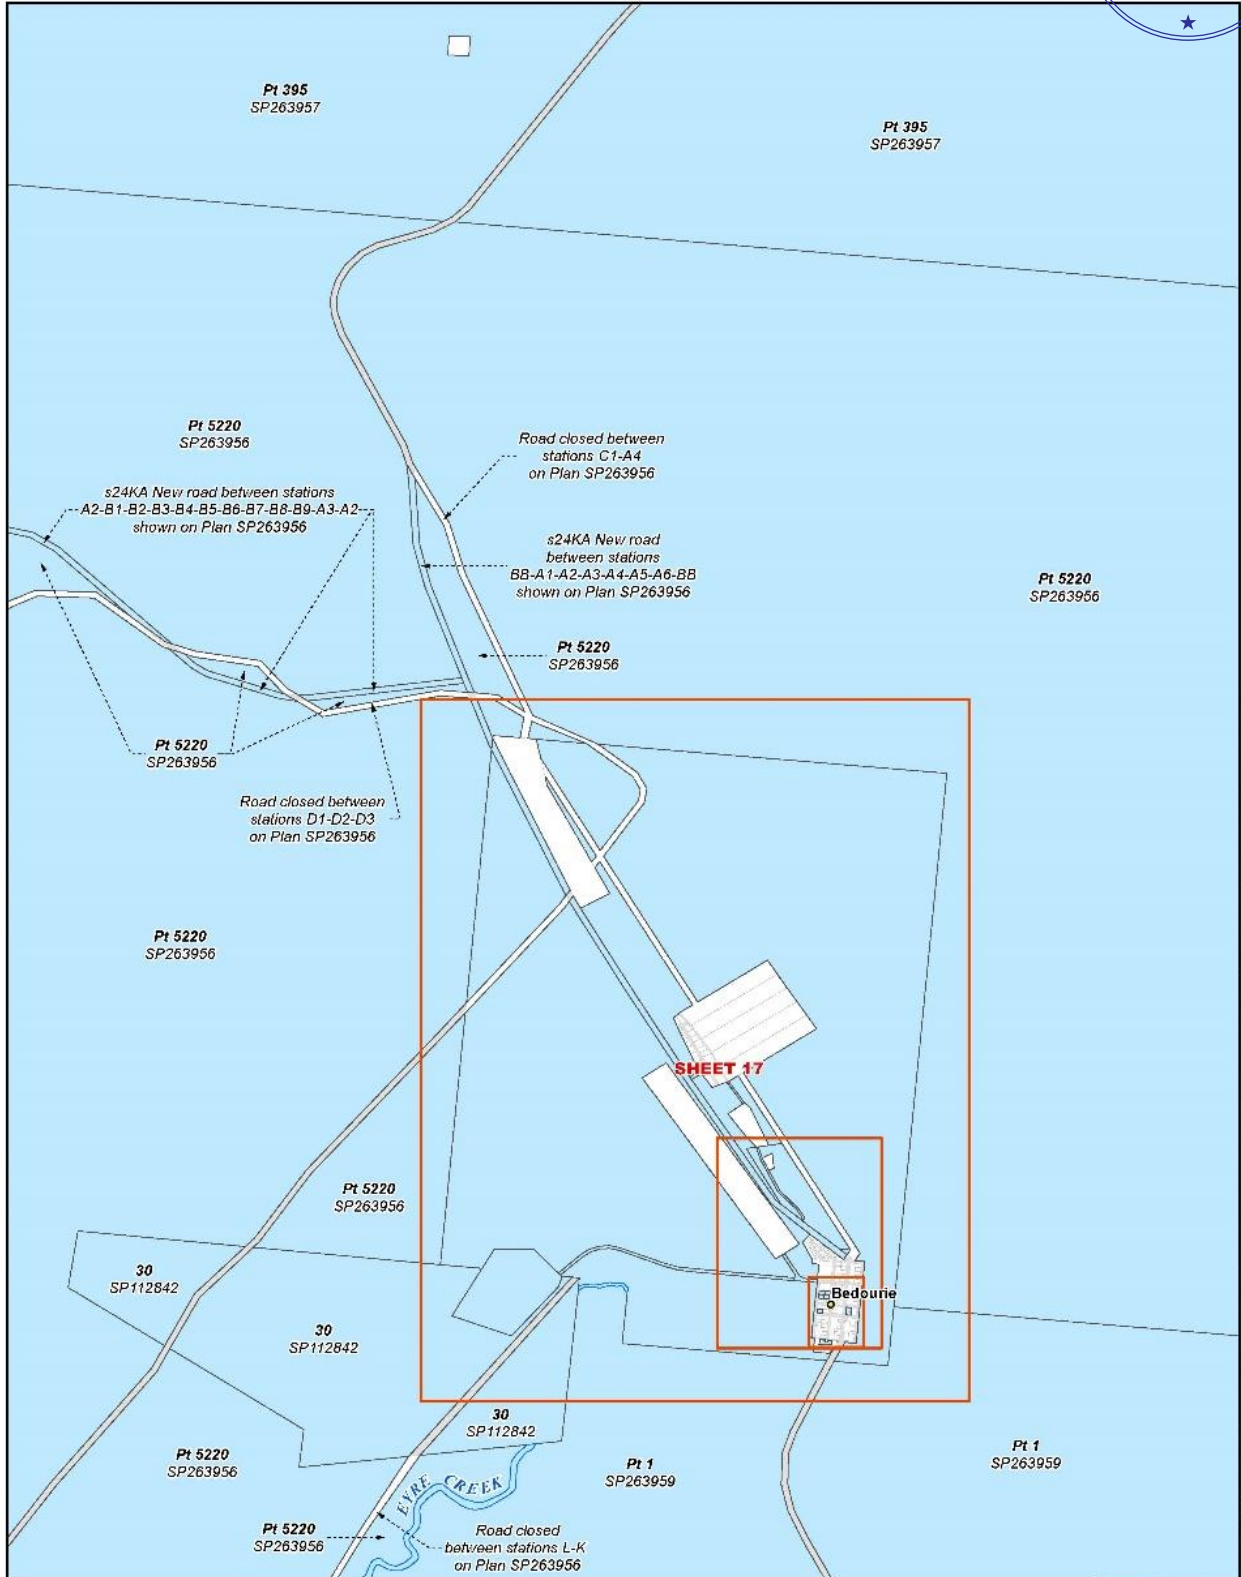 Pt 395
SP263957
Pt 395
SP263957
Pt 5220
SP263956
Road closed between
stations C1-A4
on Plan SP263956
s24KA New road between stations
A2-B1-B2-B3-B4-B5-B6-B7-B8-B9-A3-A2
shown on Plan SP263956
s24KA New road
between stations
BB-A1-A2-A3-A4-A5-A6-BB
shown on Plan SP263956
Pt 5220
SP263956
Pt 5220
SP263956
Pt 5220
SP263956
Road closed between
stations D1-D2-D3
on Plan SP263956
Pt 5220
SP263956
SHEET 17
Pt 5220
SP263956
30
SP112842
30
SP112842
Bedourie
30
SP112842
Pt 5220
SP263956
Pt 1
SP263959
Pt 1
SP263959
EYRE CREEK
Pt 5220
SP263956
Road closed
between stations L-K
on Plan SP263956